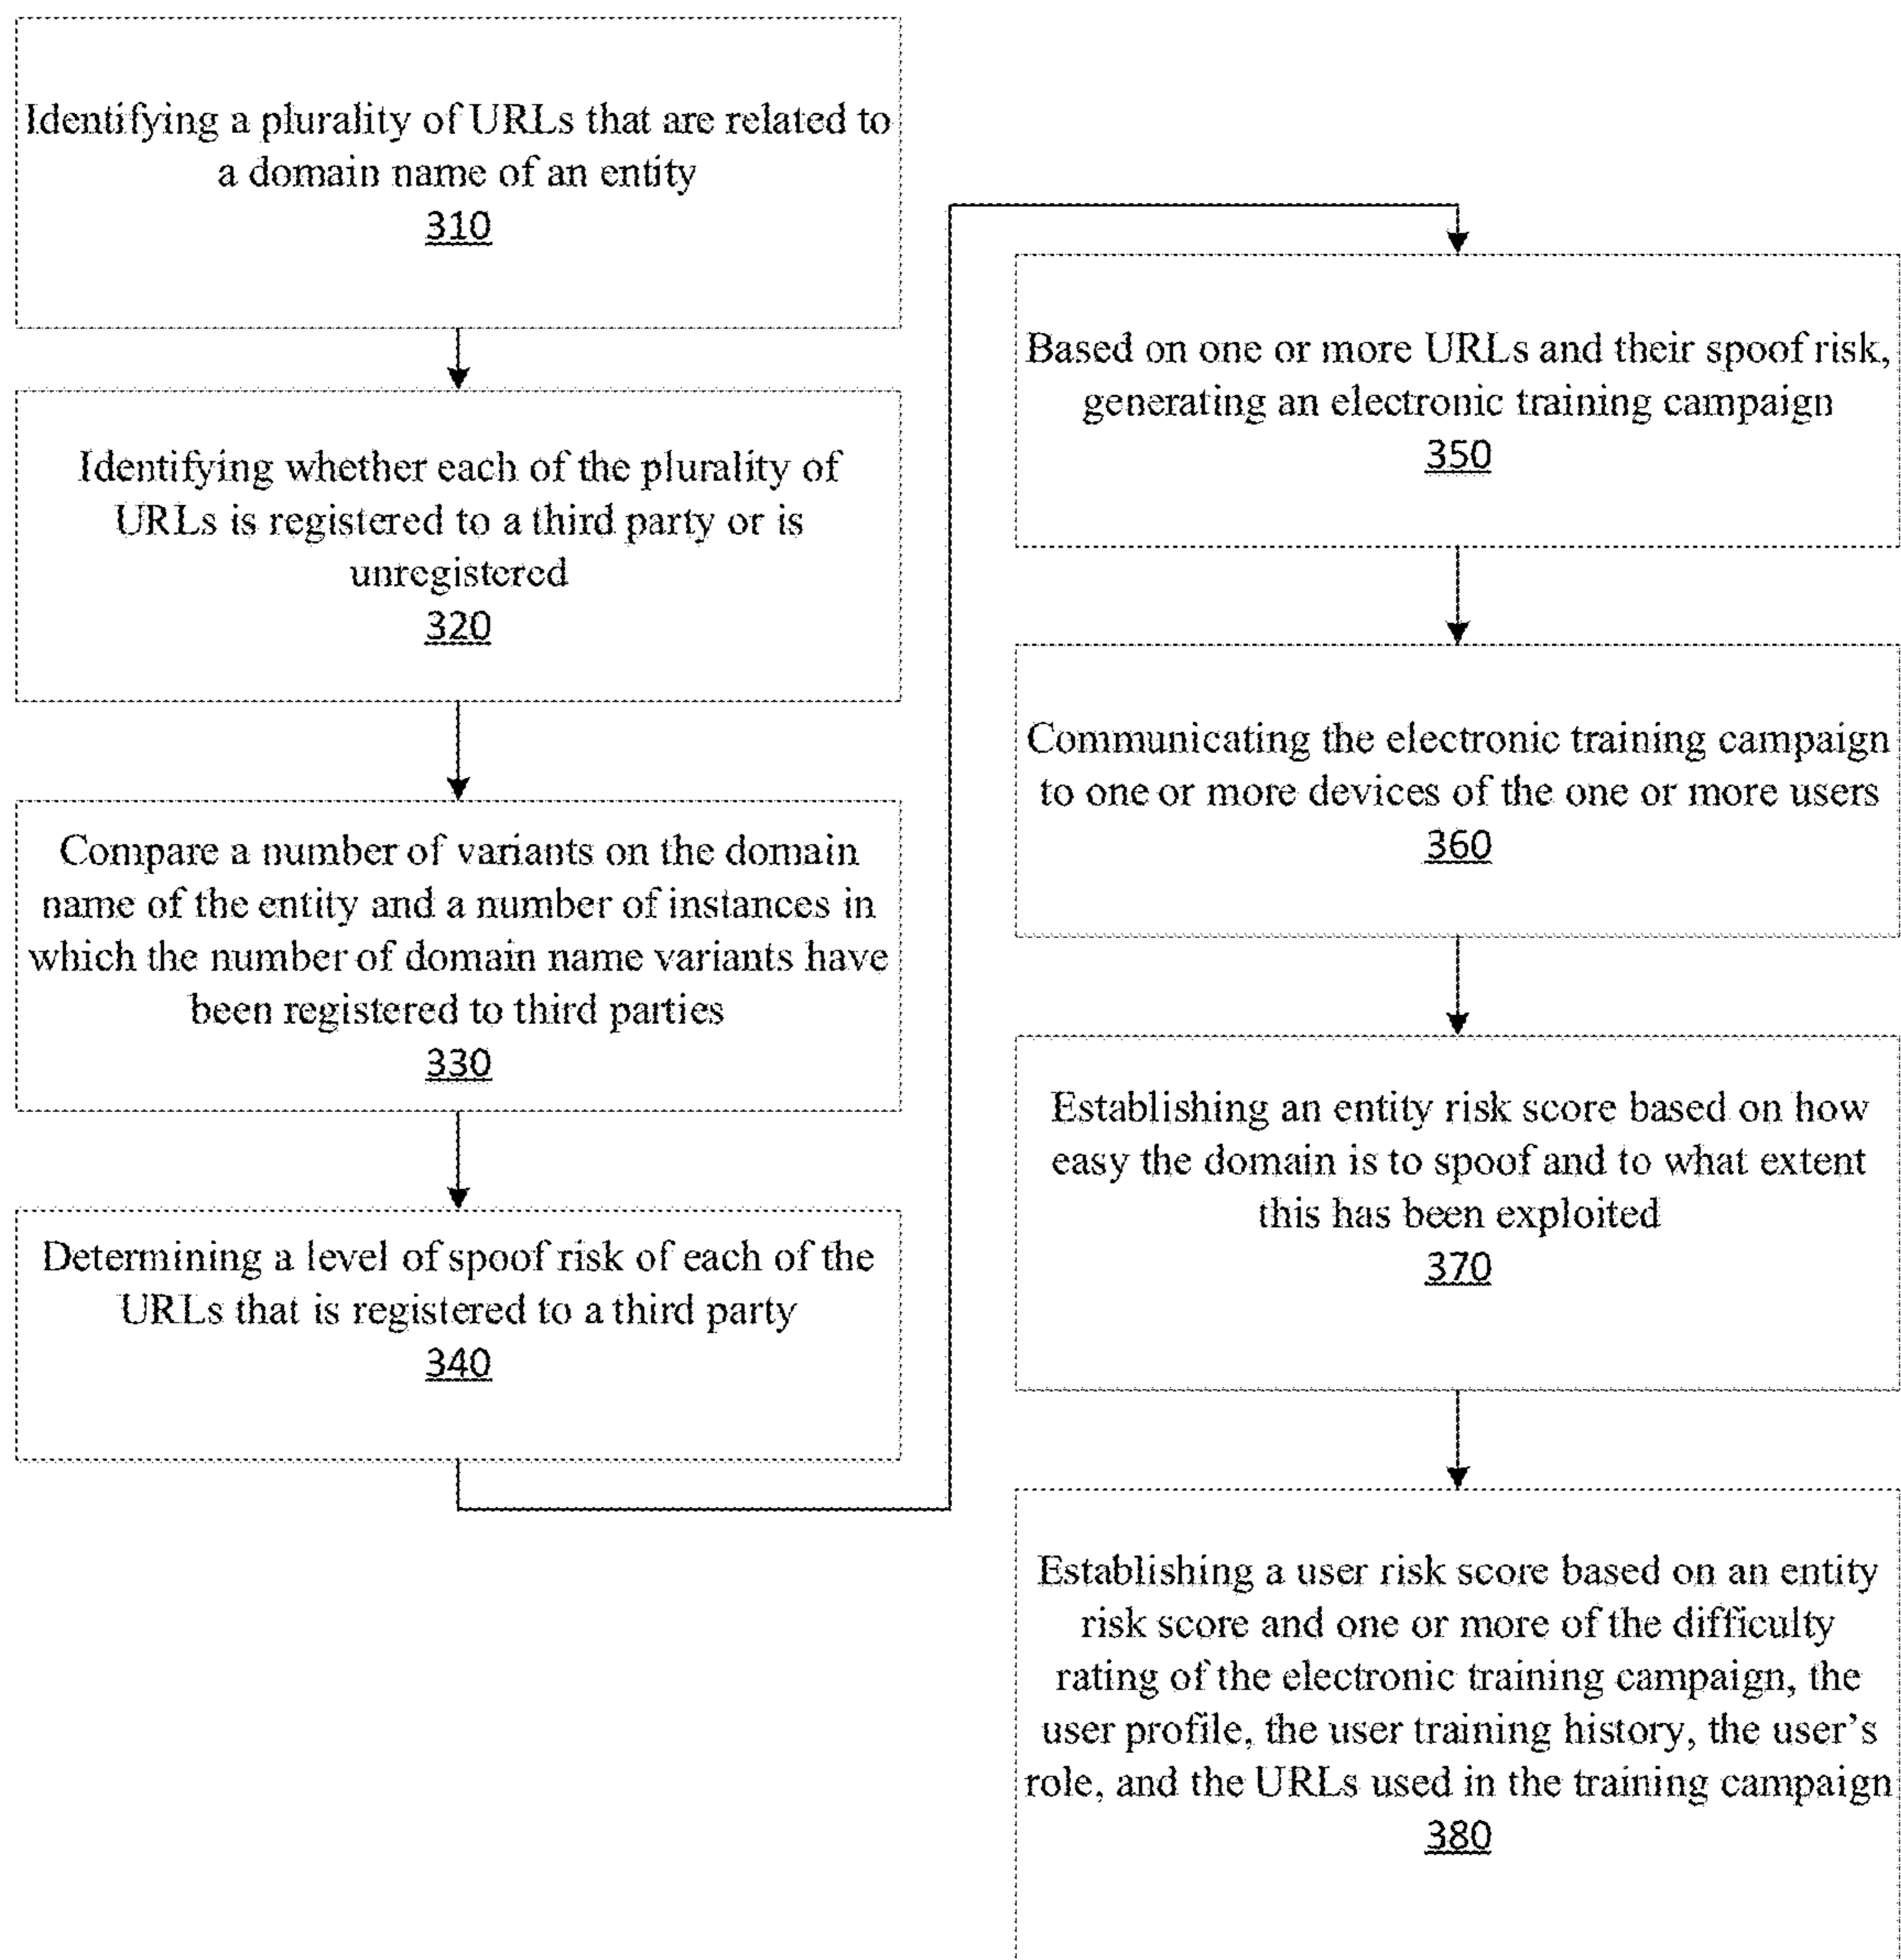 Identifying a plurality of URLs that are related to
a domain name of an entity
310
Identifying whether each of the plurality of
URLs is registered to a third party or is
unregistered
320
Compare a number of variants on the domain
name of the entity and a number of instances in
which the number of domain name variants have
been registered to third parties
330
Determining a level of spoof risk of each of the
URLs that is registered to a third party
340
Based on one or more URLs and their spoof risk,
generating an electronic training campaign
350
Communicating the electronic training campaign
to one or more devices of the one or more users
360
Establishing an entity risk score based on how
easy the domain is to spoof and to what extent
this has been exploited
370
Establishing a user risk score based on an entity
risk score and one or more of the difficulty
rating of the electronic training campaign, the
user profile, the user training history, the user's
role, and the URLs used in the training campaign
380